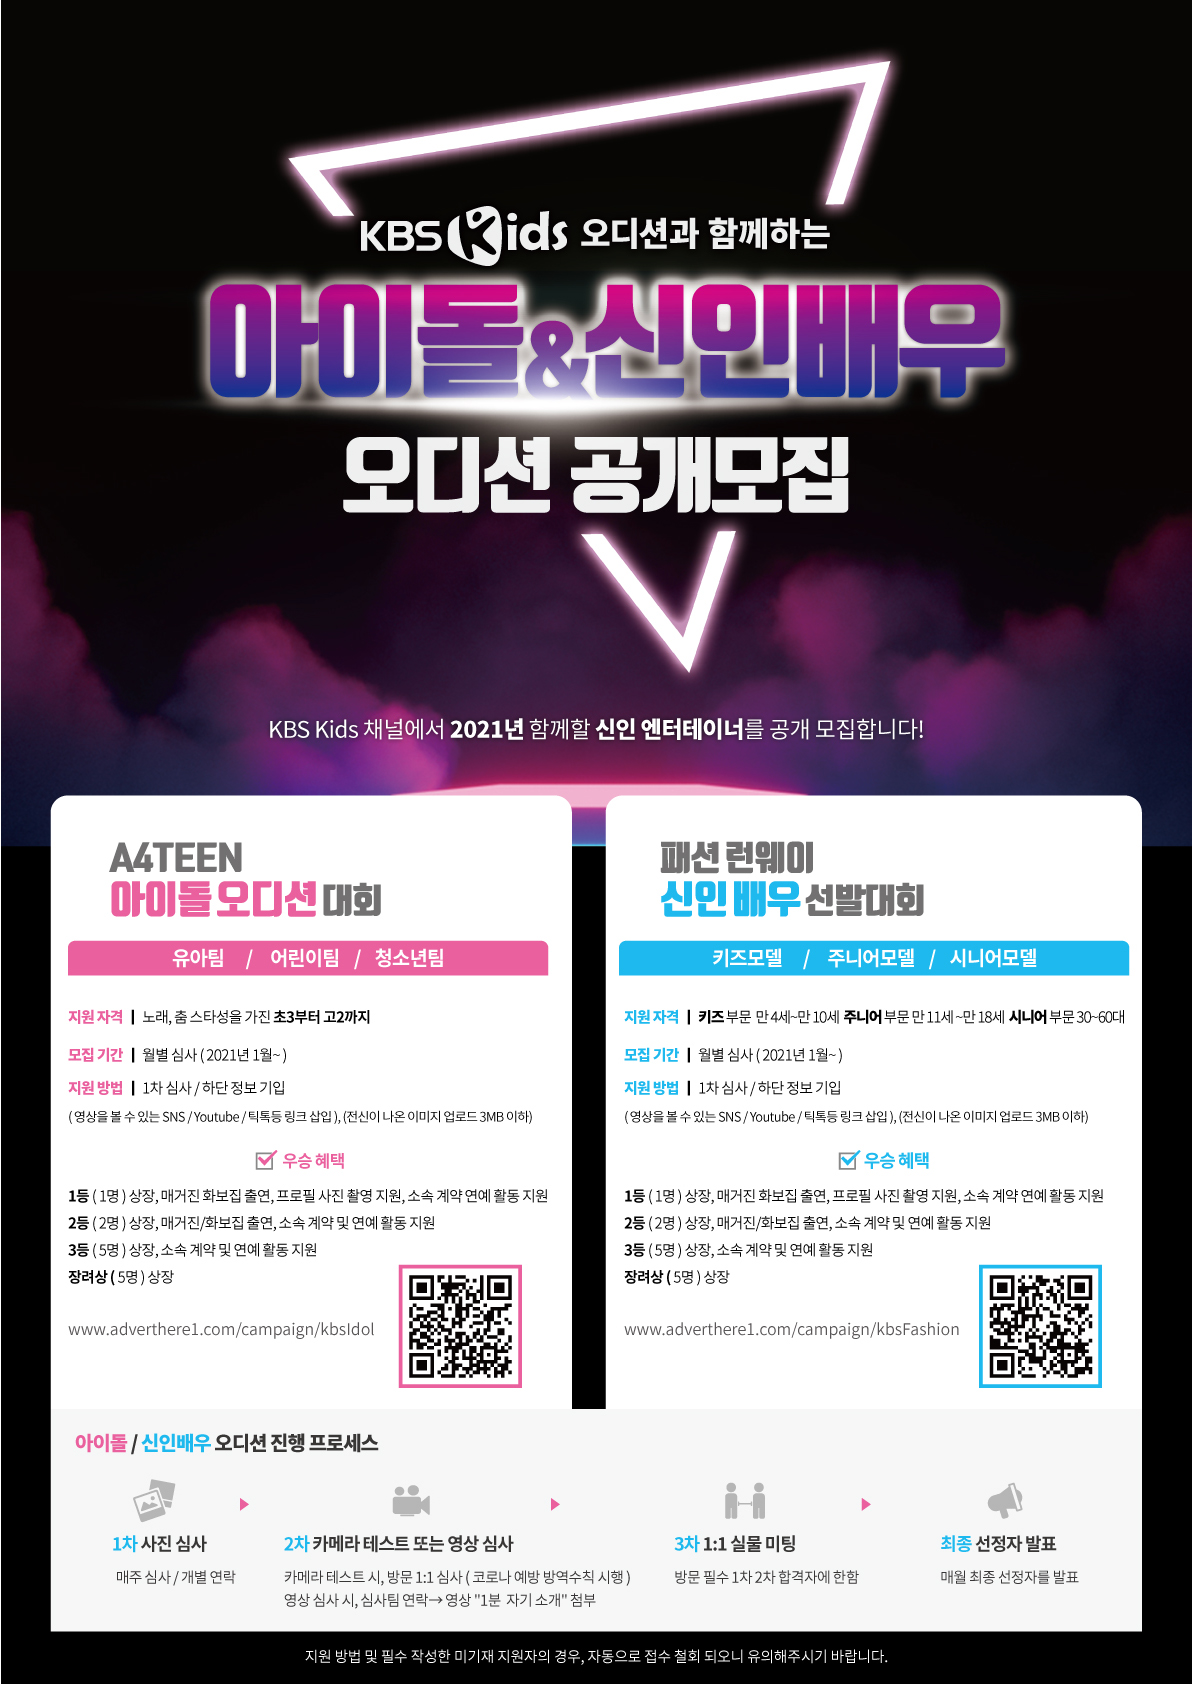 KBS Kids 오디션과 함께하는
아이돌&신인배우
오디션 공개모집
KBS Kids 채널에서 2021년 함께할 신인 엔터테이너를 공개 모집합니다!
A4TEEN
아이돌 오디션 대회
유아팀 / 어린이팀 / 청소년팀
지원 자격 | 노래, 춤 스타성을 가진 초3부터 고2까지
모집 기간 | 월별 심사 ( 2021년 1월~ )
지원 방법 | 1차 심사 / 하단 정보 기입
( 영상을 볼 수 있는 SNS / Youtube / 틱톡등 링크 삽입 ), (전신이 나온 이미지 업로드 3MB 이하)
우승 혜택
1등 ( 1명 ) 상장, 매거진 화보집 출연, 프로필 사진 촬영 지원, 소속 계약 연예 활동 지원
2등 ( 2명 ) 상장, 매거진/화보집 출연, 소속 계약 및 연예 활동 지원
3등 ( 5명 ) 상장, 소속 계약 및 연예 활동 지원
장려상 ( 5명 ) 상장
www.adverthere1.com/campaign/kbsIdol
패션 런웨이
신인 배우 선발대회
키즈모델 / 주니어모델 / 시니어모델
지원 자격 | 키즈 부문 만 4세~만 10세 주니어 부문 만 11세 ~만 18세 시니어 부문 30~60대
모집 기간 | 월별 심사 ( 2021년 1월~ )
지원 방법 | 1차 심사 / 하단 정보 기입
( 영상을 볼 수 있는 SNS / Youtube / 틱톡등 링크 삽입 ), (전신이 나온 이미지 업로드 3MB 이하)
우승 혜택
1등 ( 1명 ) 상장, 매거진 화보집 출연, 프로필 사진 촬영 지원, 소속 계약 연예 활동 지원
2등 ( 2명 ) 상장, 매거진/화보집 출연, 소속 계약 및 연예 활동 지원
3등 ( 5명 ) 상장, 소속 계약 및 연예 활동 지원
장려상 ( 5명 ) 상장
www.adverthere1.com/campaign/kbsFashion
아이돌 / 신인배우 오디션 진행 프로세스
1차 사진 심사
매주 심사 / 개별 연락
2차 카메라 테스트 또는 영상 심사
카메라 테스트 시, 방문 1:1 심사 ( 코로나 예방 방역수칙 시행 )
영상 심사 시, 심사팀 연락→ 영상 "1분 자기 소개" 첨부
3차 1:1 실물 미팅
방문 필수 1차 2차 합격자에 한함
최종 선정자 발표
매월 최종 선정자를 발표
지원 방법 및 필수 작성한 미기재 지원자의 경우, 자동으로 접수 철회 되오니 유의해주시기 바랍니다.